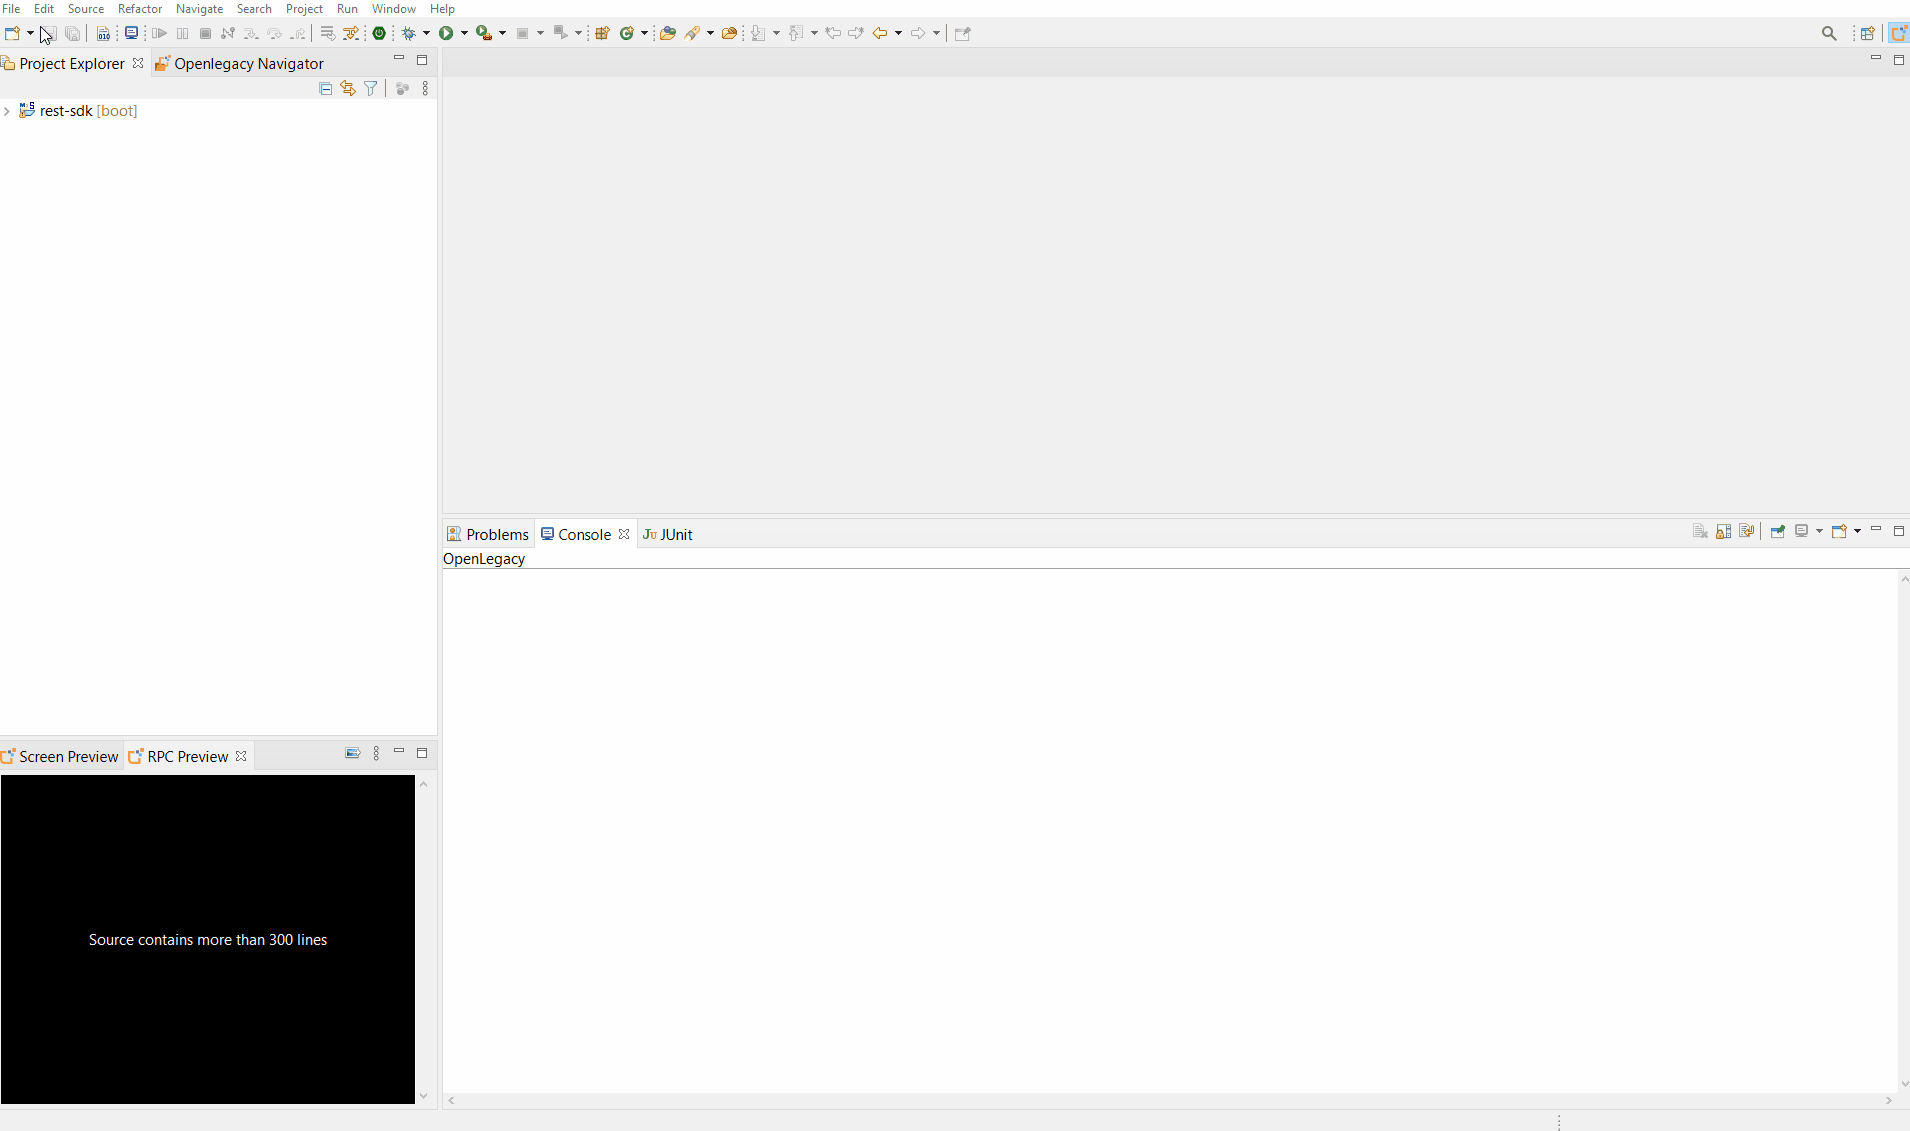 File Edit Source Refactor Navigate Search Project Run Window Help
Project Explorer Openlegacy Navigator
rest-sdk [boot]
Problems Console JUnit
OpenLegacy
Screen Preview RPC Preview
Source contains more than 300 lines